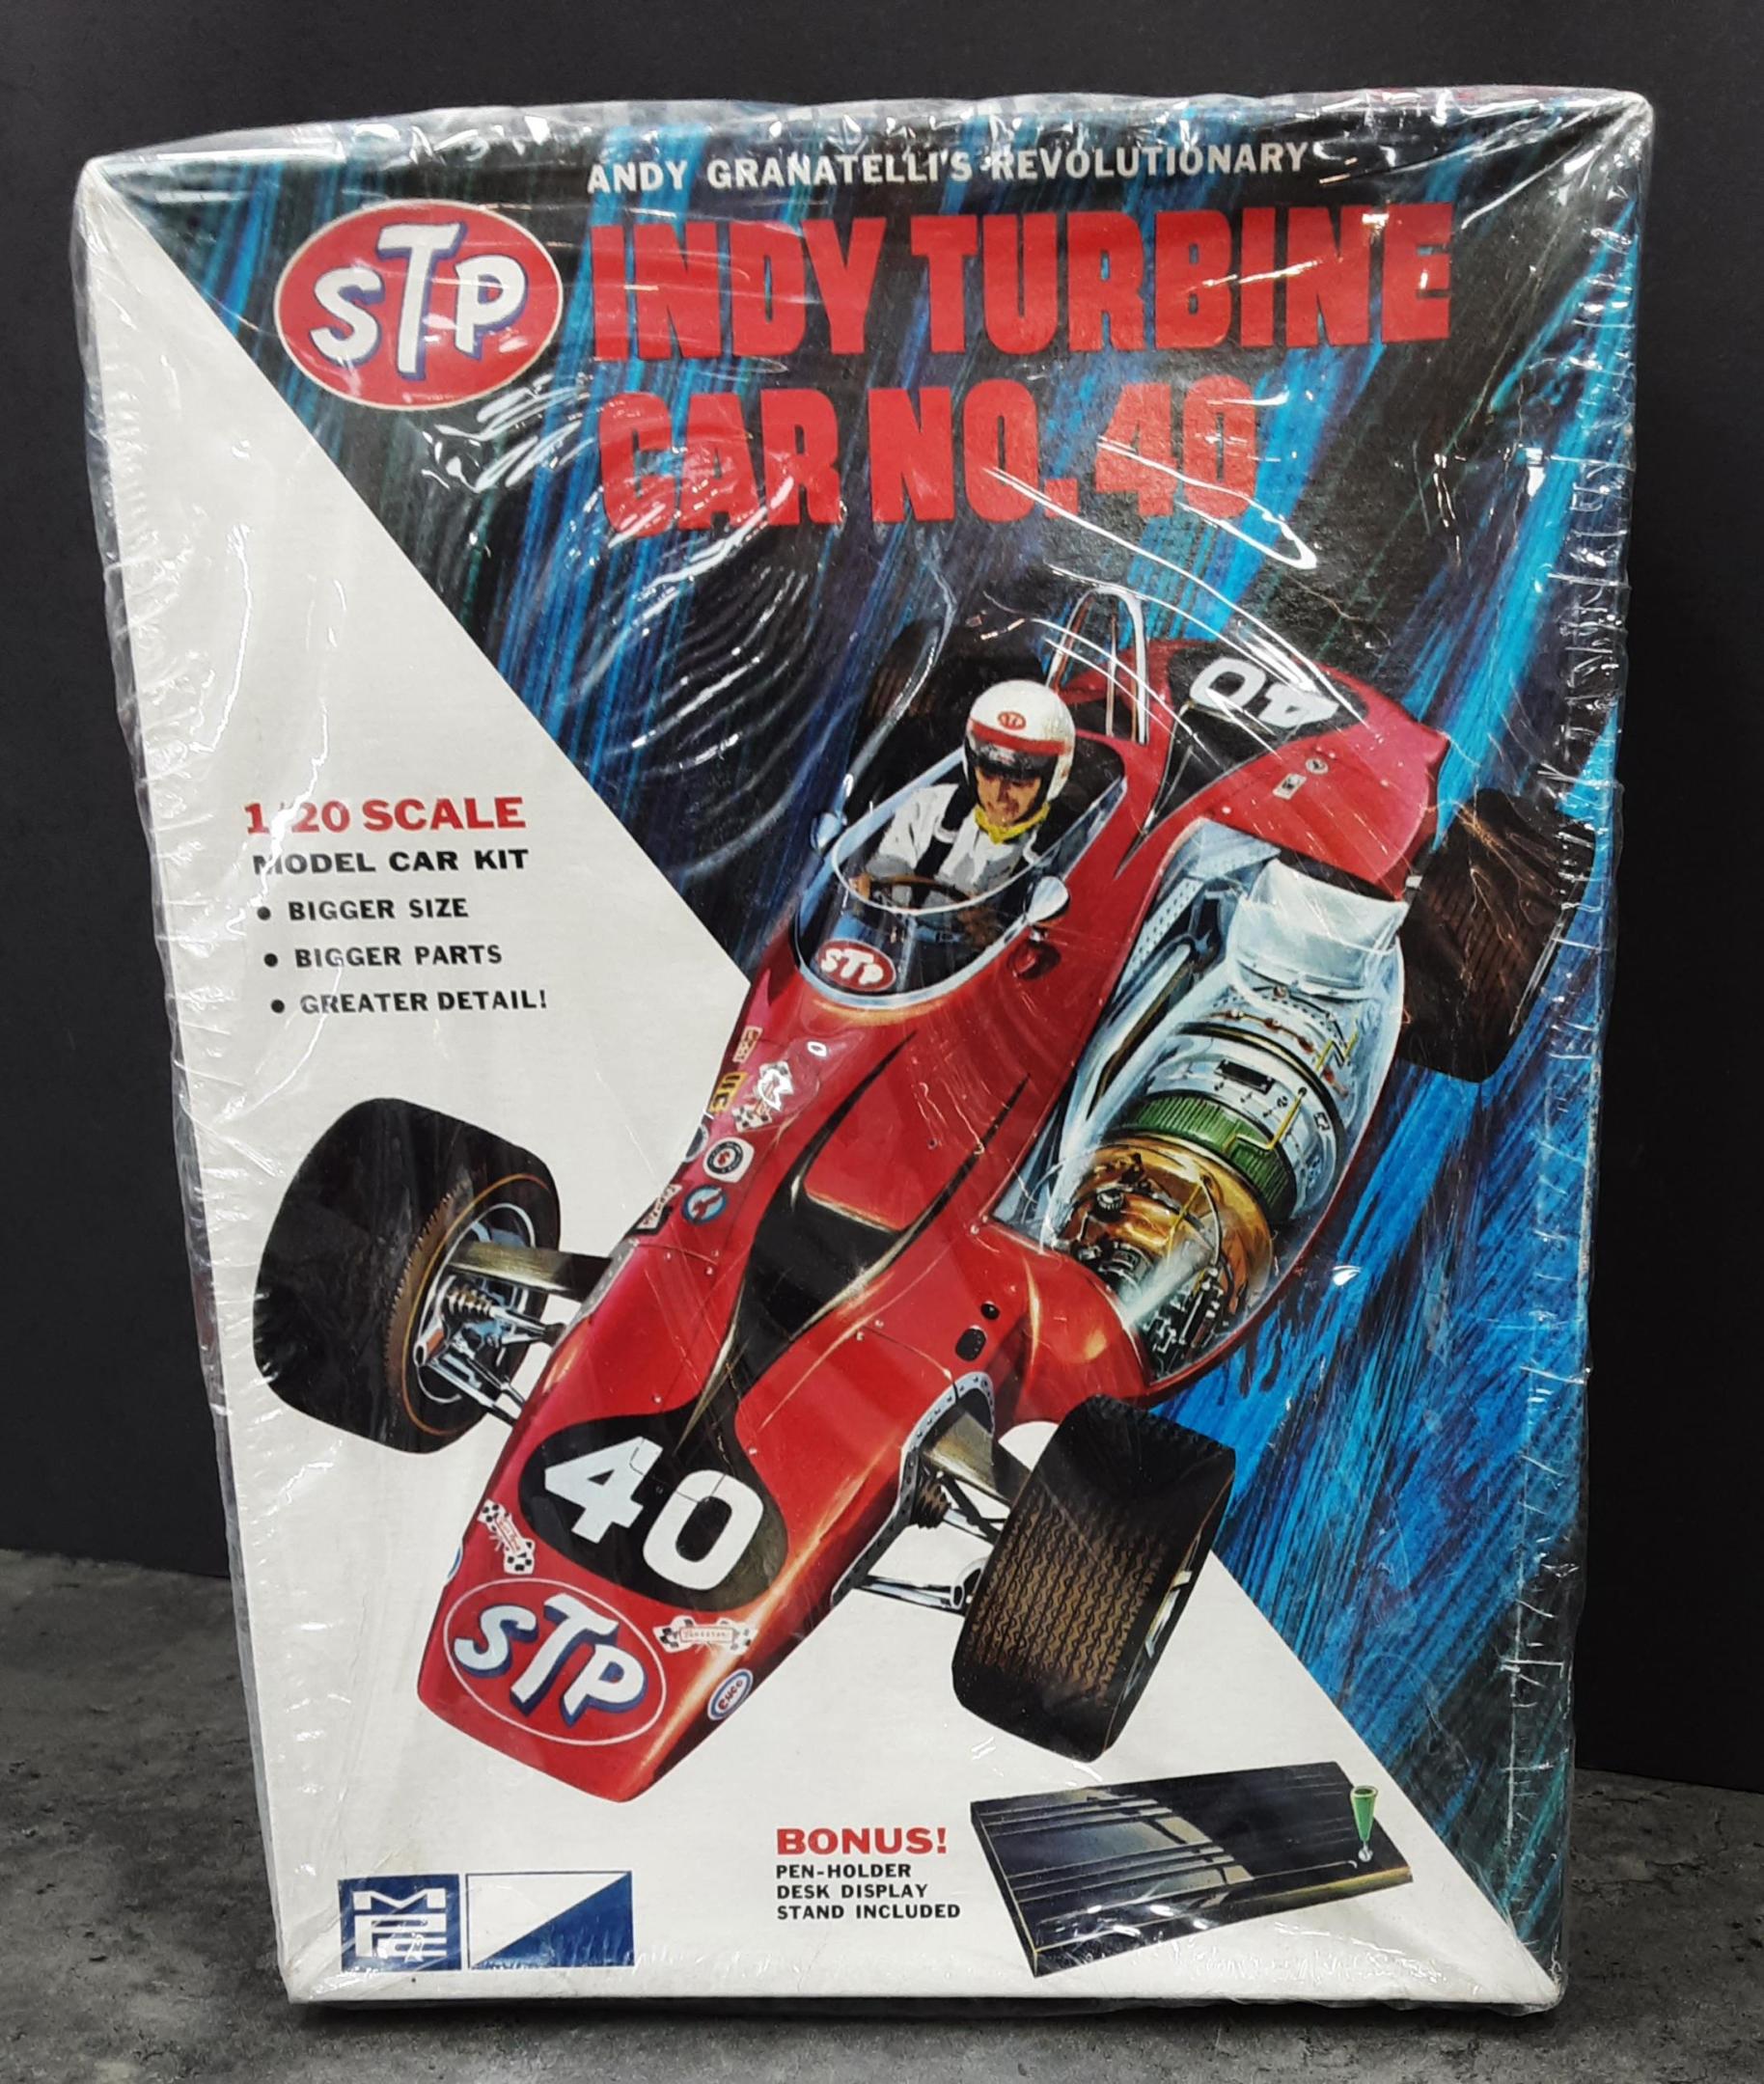 ANDY GRANATELLI'S REVOLUTIONARY
STP
INDY TURBINE
CAR NO. 40
40
STP
1/20 SCALE
MODEL CAR KIT
• BIGGER SIZE
• BIGGER PARTS
• GREATER DETAIL!
STP
40
STP
BONUS!
PEN-HOLDER
DESK DISPLAY
STAND INCLUDED
MPC